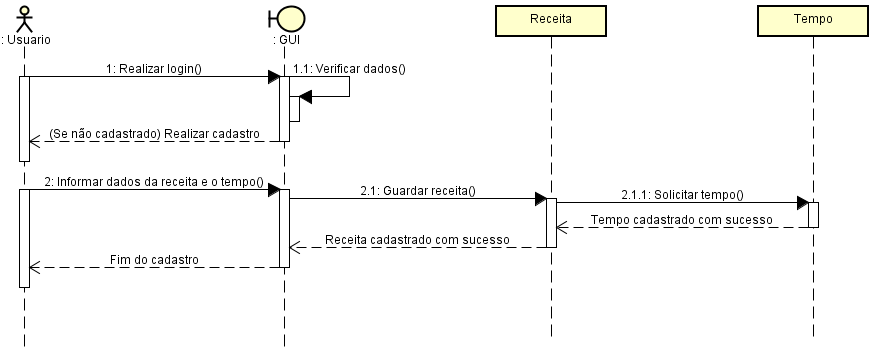 : Usuario
: GUI
Receita
Tempo
1: Realizar login()
1.1: Verificar dados()
(Se não cadastrado) Realizar cadastro
2: Informar dados da receita e o tempo()
2.1: Guardar receita()
2.1.1: Solicitar tempo()
Tempo cadastrado com sucesso
Receita cadastrado com sucesso
Fim do cadastro